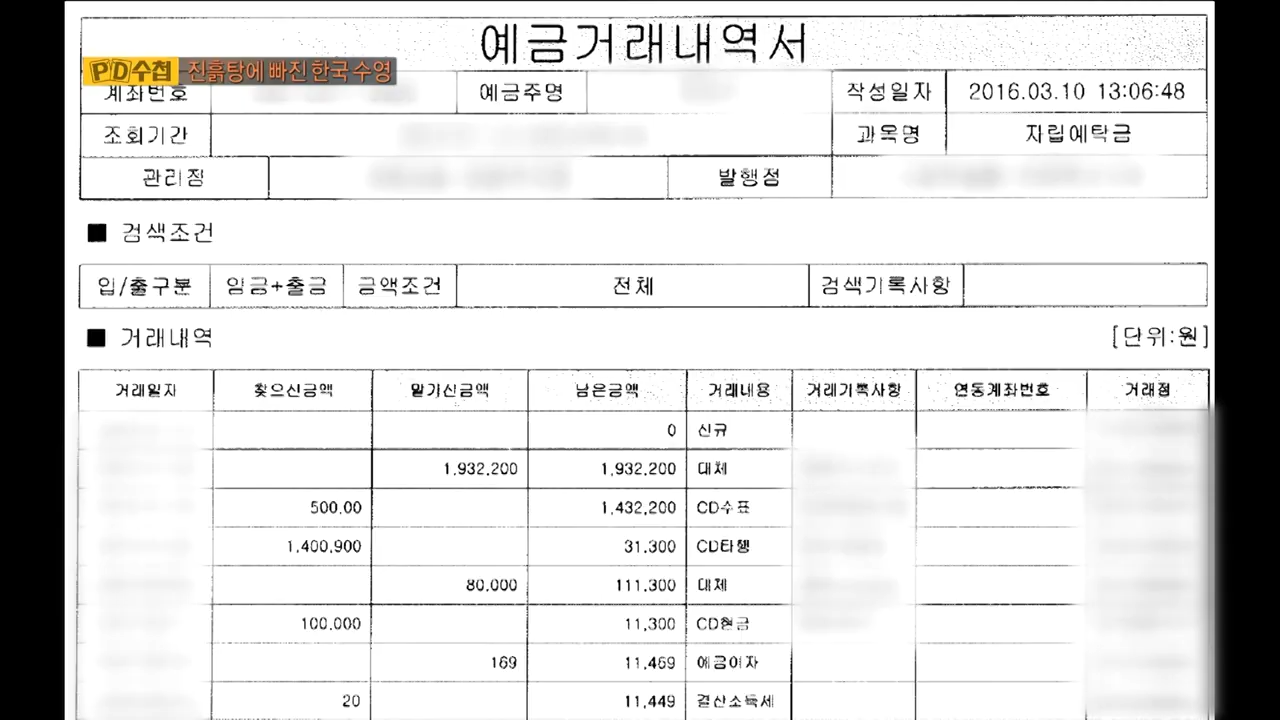 예금거래내역서
PD수첩 진흙탕에 빠진 한국 수영
계좌번호 예금주명 작성일자 2016.03.10 13:06:48
조회기간 과목명 자립예탁금
관리점 발행점
■ 검색조건
입/출구분 입금+출금 금액조건 전체 검색기록사항
■ 거래내역 [단위:원]
거래일자 찾으신금액 맡기신금액 남은금액 거래내용 거래기록사항 연동계좌번호 거래점
0 신규
1,932,200 1,932,200 대체
500.00 1,432,200 CD수표
1,400,900 31,300 CD타행
80,000 111,300 대체
100,000 11,300 CD현금
169 11,469 예금이자
20 11,449 결산소득세